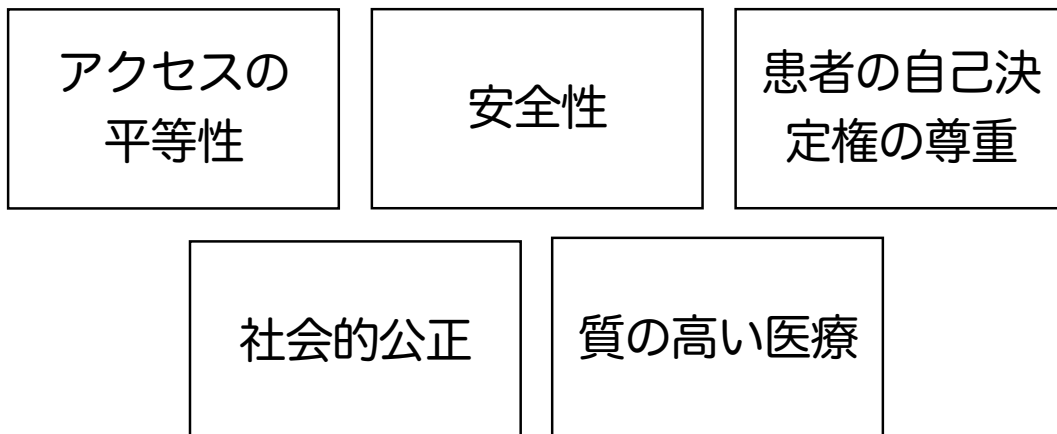 アクセスの
平等性
安全性
患者の自己決
定権の尊重
社会的公正
質の高い医療